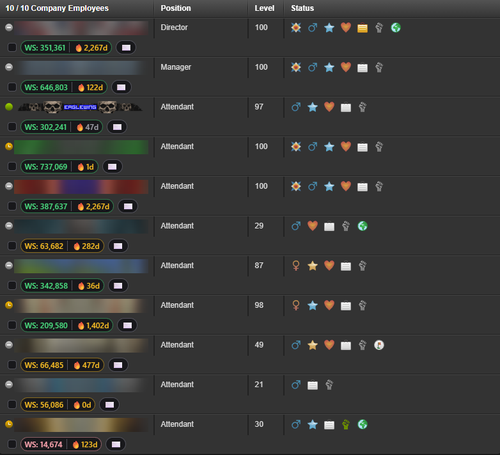 10 / 10 Company Employees Position Level Status
Director 100
WS: 351,361 2,267d
Manager 100
WS: 646,803 122d
EAGLEWNG Attendant 97
WS: 302,241 47d
Attendant 100
WS: 737,069 1d
Attendant 100
WS: 387,637 2,267d
Attendant 29
WS: 63,682 282d
Attendant 87
WS: 342,858 36d
Attendant 98
WS: 209,580 1,402d
Attendant 49
WS: 66,485 477d
Attendant 21
WS: 56,086 0d
Attendant 30
WS: 14,674 123d